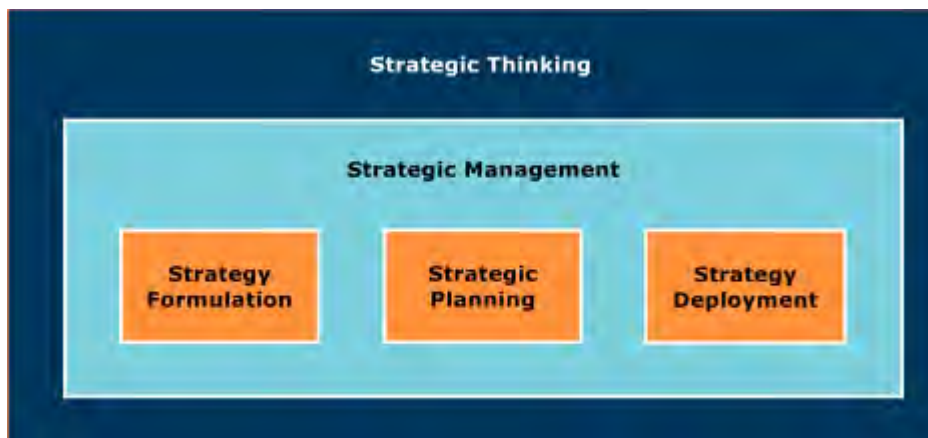 Strategic Thinking
Strategic Management
Strategy
Formulation
Strategic
Planning
Strategy
Deployment